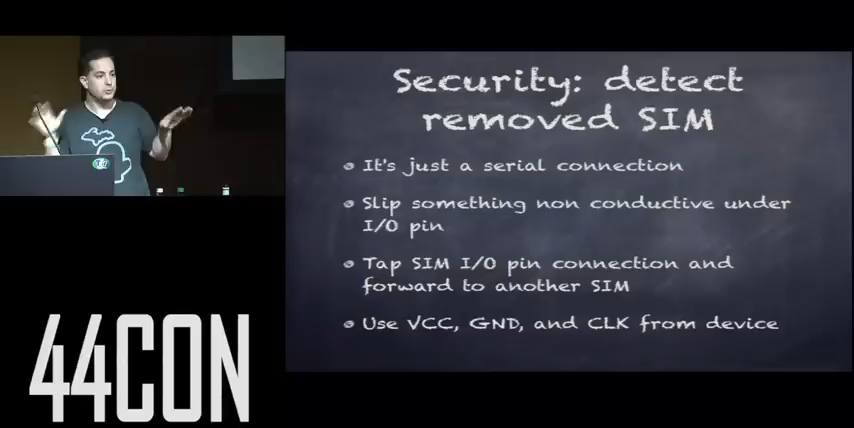 Security: detect
removed SIM
It's just a serial connection
Slip something non conductive under
I/O pin
Tap SIM I/O pin connection and
forward to another SIM
Use VCC, GND, and CLK from device
44CON